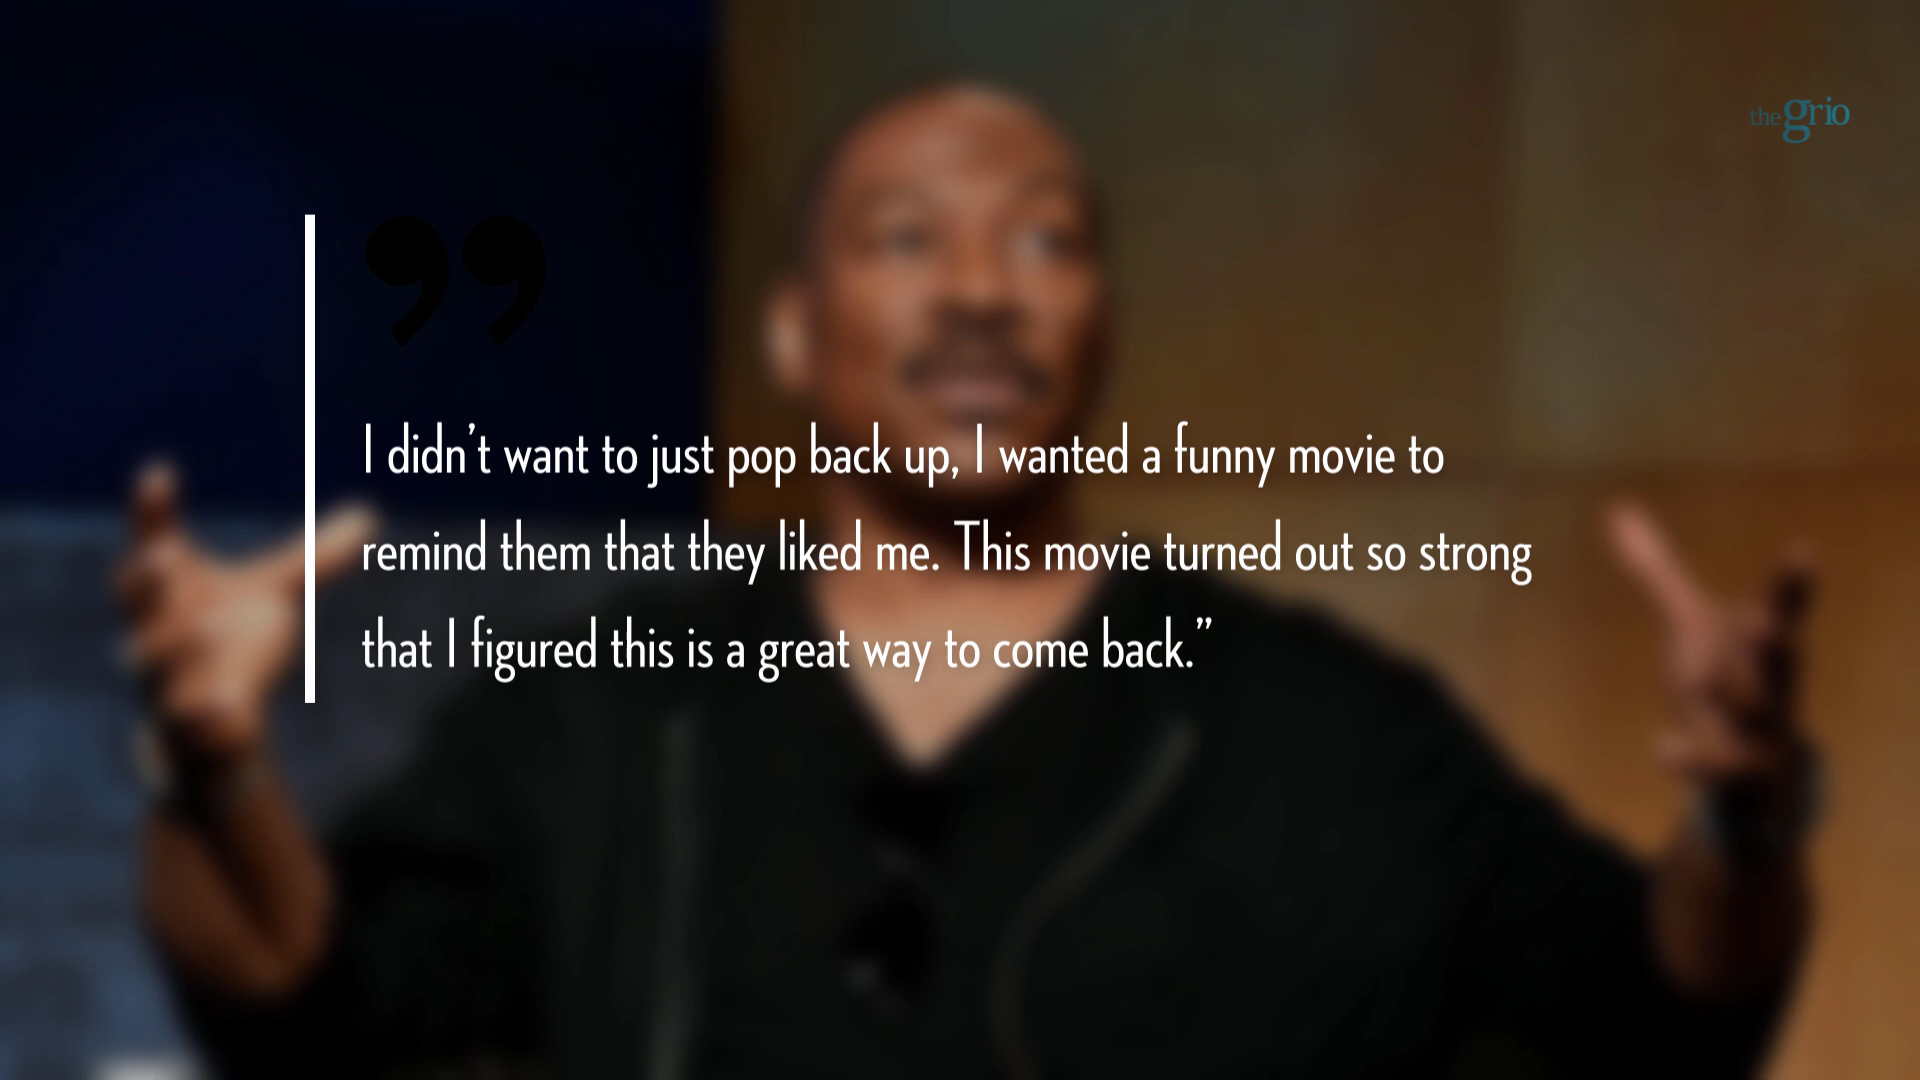 thegrio
”
I didn’t want to just pop back up, I wanted a funny movie to
remind them that they liked me. This movie turned out so strong
that I figured this is a great way to come back.”